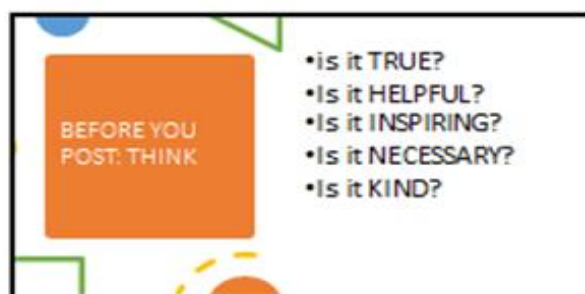 BEFORE YOU
POST: THINK
•is it TRUE?
•Is it HELPFUL?
•Is it INSPIRING?
•Is it NECESSARY?
•Is it KIND?